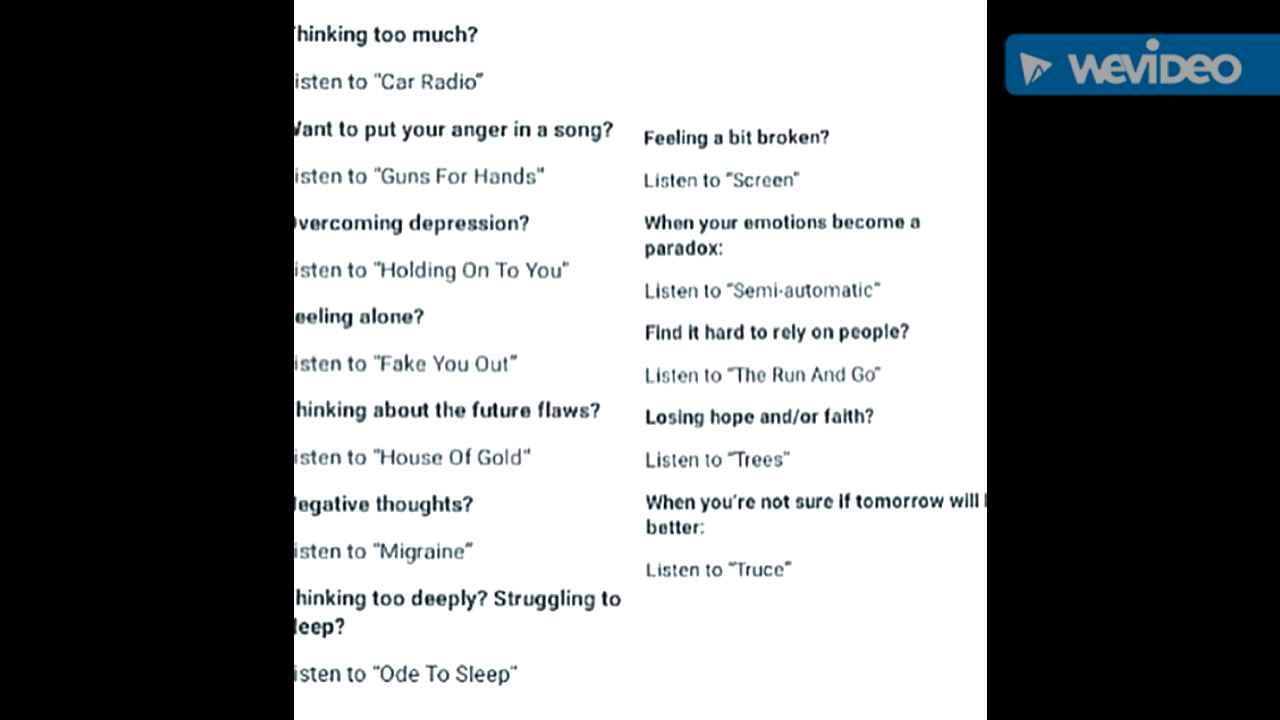 hinking too much?
isten to "Car Radio"
Want to put your anger in a song?
isten to "Guns For Hands"
vercoming depression?
isten to "Holding On To You"
eeling alone?
isten to "Fake You Out"
hinking about the future flaws?
isten to "House Of Gold"
egative thoughts?
isten to "Migraine"
hinking too deeply? Struggling to
leep?
isten to "Ode To Sleep"
Feeling a bit broken?
Listen to "Screen"
When your emotions become a
paradox:
Listen to "Semi-automatic"
Find it hard to rely on people?
Listen to "The Run And Go"
Losing hope and/or faith?
Listen to "Trees"
When you're not sure if tomorrow will
better:
Listen to "Truce"
WEVIDEO